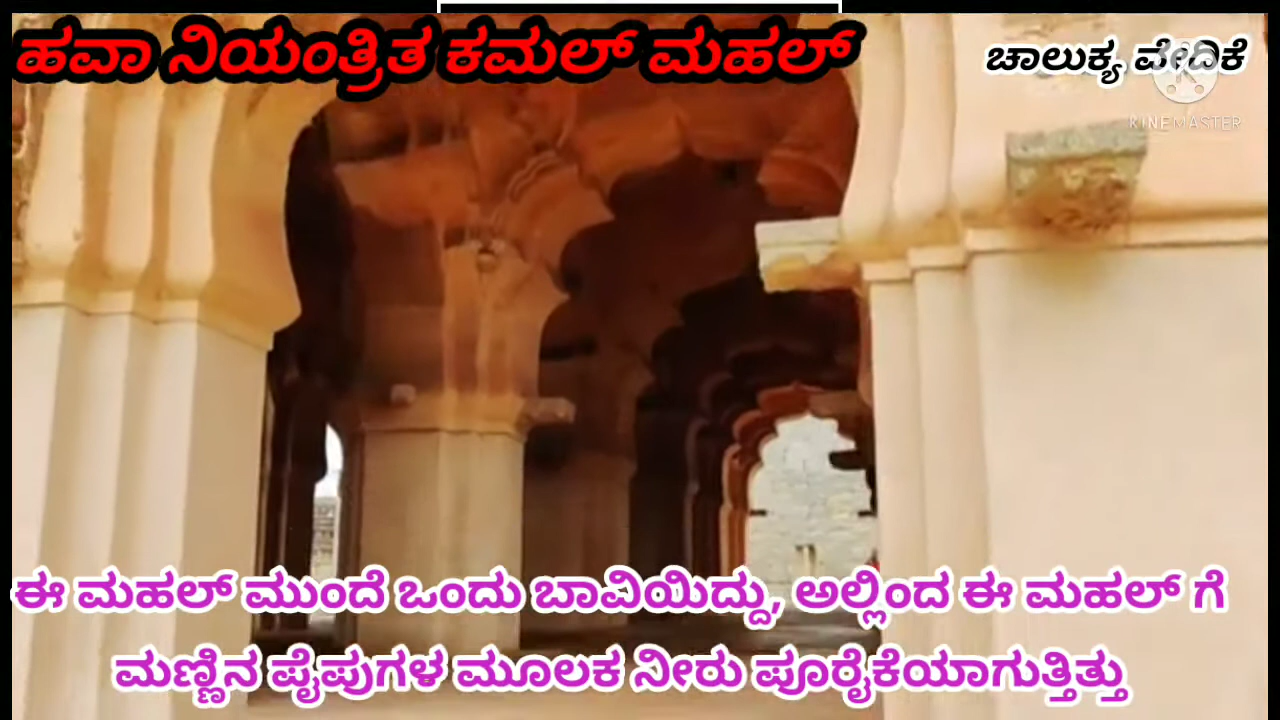 ಹವಾ ನಿಯಂತ್ರಿತ ಕಮಲ್ ಮಹಲ್
ಚಾಲುಕ್ಯ ವೇದಿಕೆ
KINEMASTER
ಈ ಮಹಲ್ ಮುಂದೆ ಒಂದು ಬಾವಿಯಿದ್ದು, ಅಲ್ಲಿಂದ ಈ ಮಹಲ್ ಗೆ
ಮಣ್ಣಿನ ಪೈಪುಗಳ ಮೂಲಕ ನೀರು ಪೂರೈಕೆಯಾಗುತ್ತಿತ್ತು